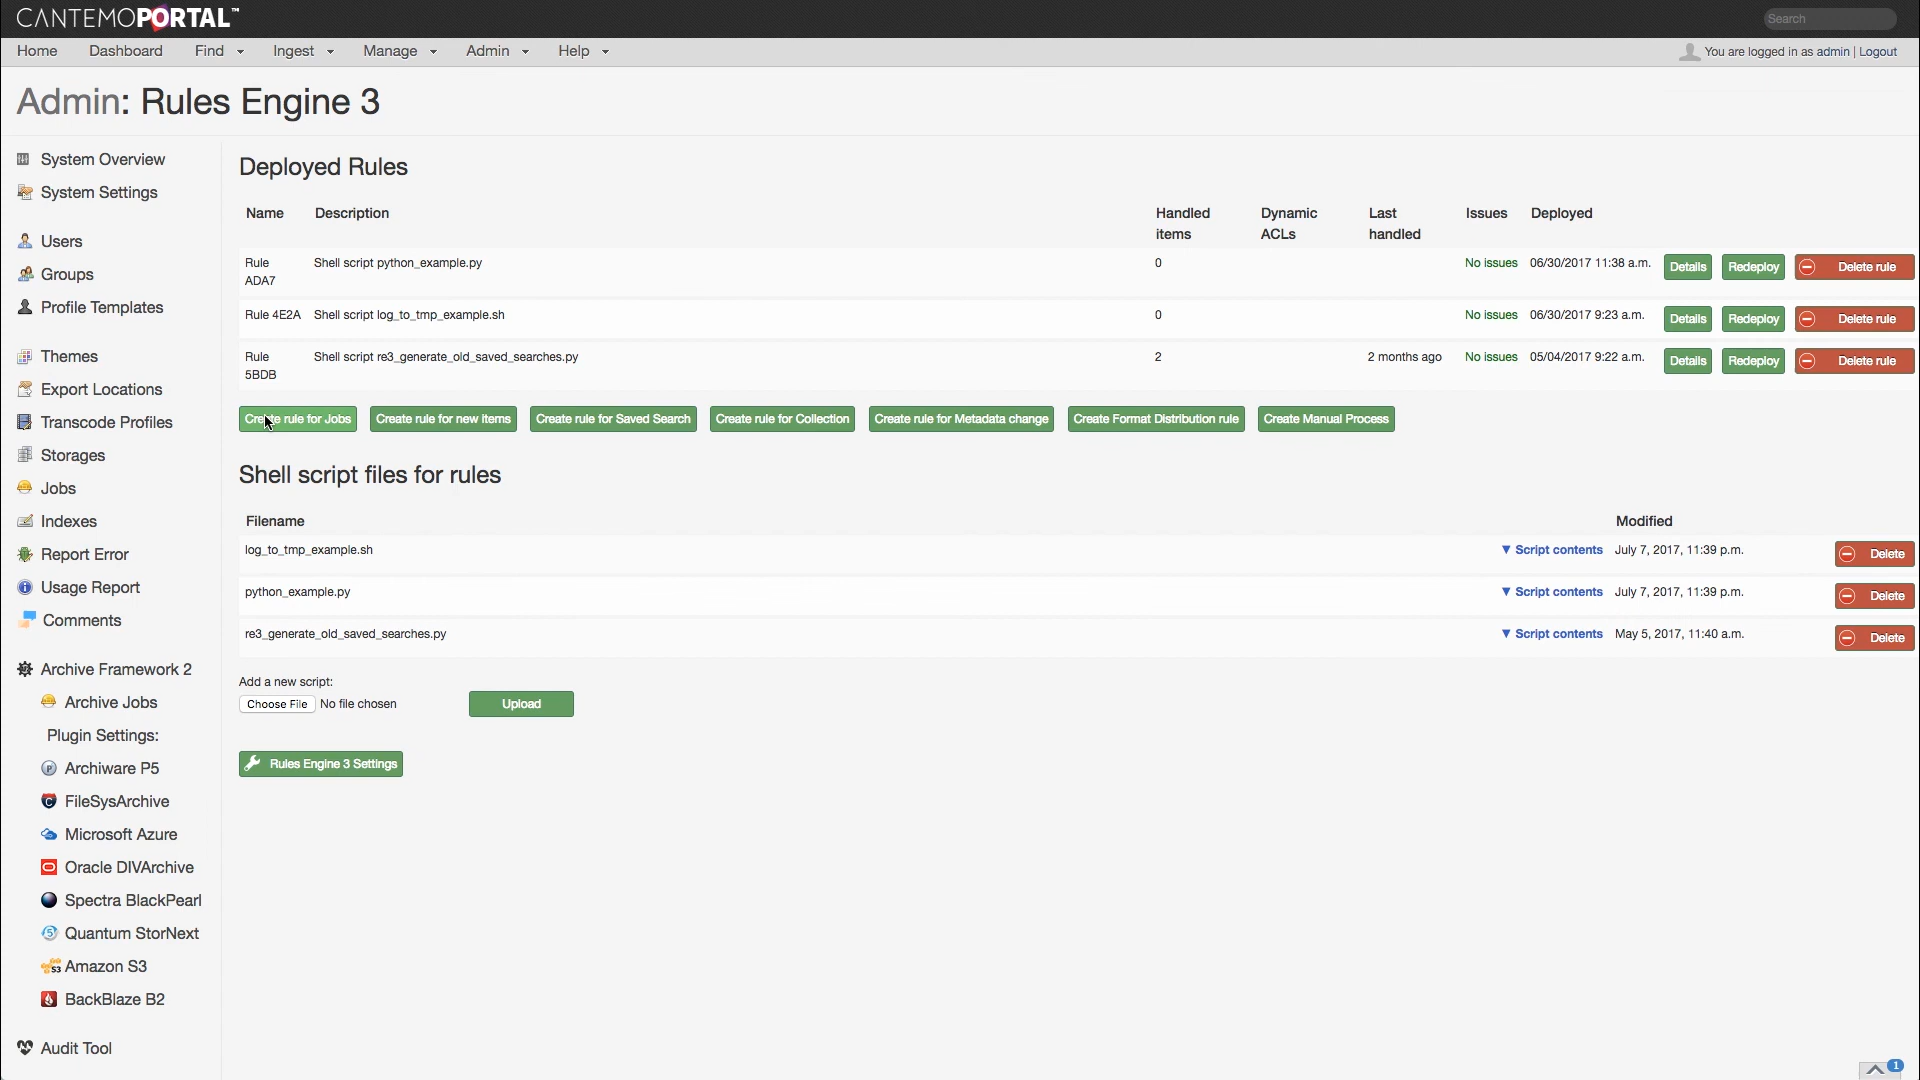 CANTEMOPORTAL™
Search
Home Dashboard Find Ingest Manage Admin Help
You are logged in as admin | Logout
Admin: Rules Engine 3
System Overview
System Settings
Users
Groups
Profile Templates
Themes
Export Locations
Transcode Profiles
Storages
Jobs
Indexes
Report Error
Usage Report
Comments
Archive Framework 2
Archive Jobs
Plugin Settings:
Archiware P5
FileSysArchive
Microsoft Azure
Oracle DIVArchive
Spectra BlackPearl
Quantum StorNext
Amazon S3
BackBlaze B2
Audit Tool
Deployed Rules
Name Description Handled items Dynamic ACLs Last handled Issues Deployed
Rule ADA7 Shell script python_example.py 0 No issues 06/30/2017 11:38 a.m. Details Redeploy Delete rule
Rule 4E2A Shell script log_to_tmp_example.sh 0 No issues 06/30/2017 9:23 a.m. Details Redeploy Delete rule
Rule 5BDB Shell script re3_generate_old_saved_searches.py 2 2 months ago No issues 05/04/2017 9:22 a.m. Details Redeploy Delete rule
Create rule for Jobs Create rule for new Items Create rule for Saved Search Create rule for Collection Create rule for Metadata change Create Format Distribution rule Create Manual Process
Shell script files for rules
Filename Modified
log_to_tmp_example.sh ▼ Script contents July 7, 2017, 11:39 p.m. Delete
python_example.py ▼ Script contents July 7, 2017, 11:39 p.m. Delete
re3_generate_old_saved_searches.py ▼ Script contents May 5, 2017, 11:40 a.m. Delete
Add a new script:
Choose File No file chosen Upload
Rules Engine 3 Settings
1